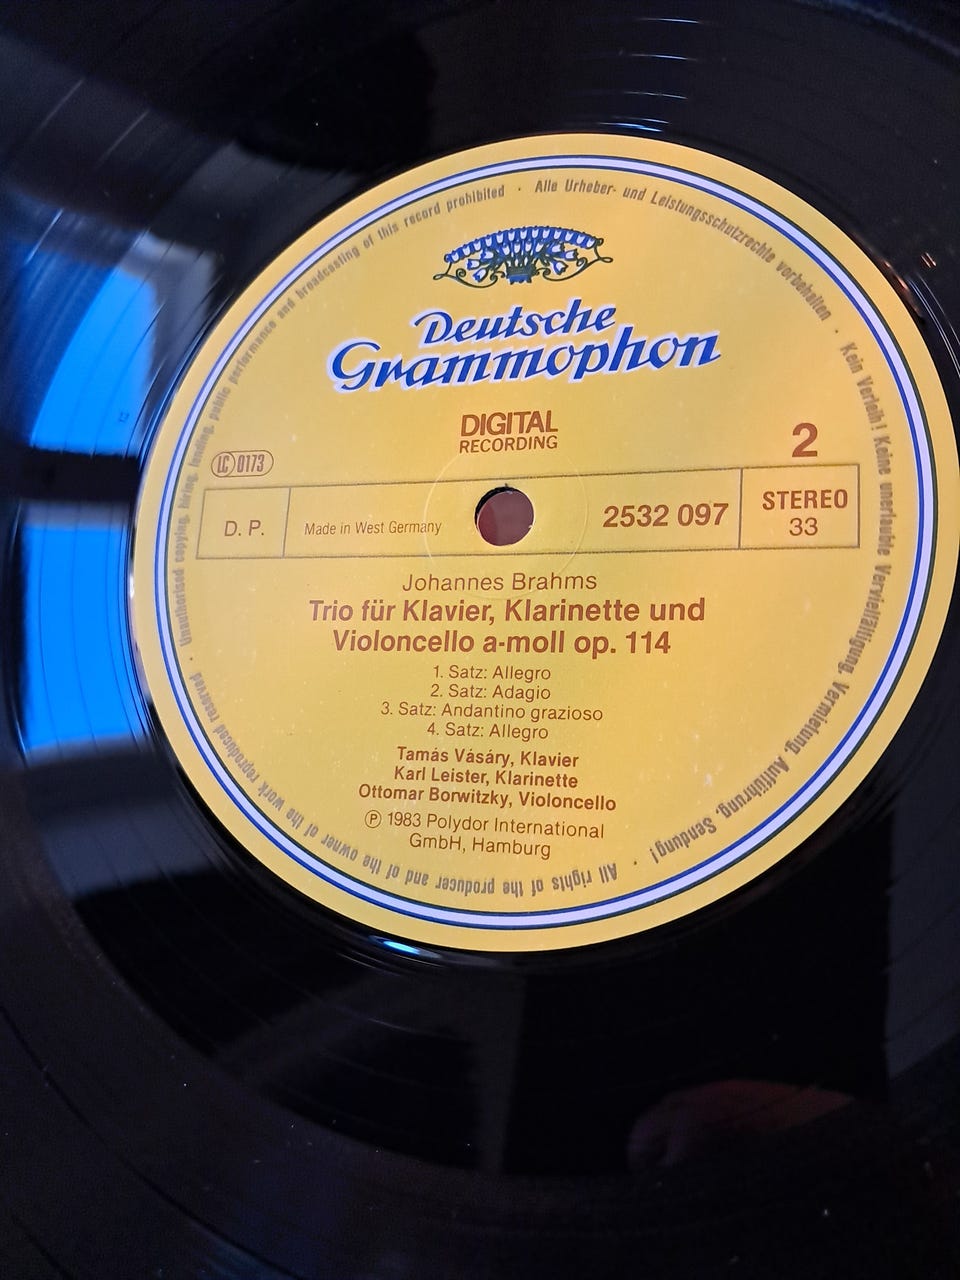 Deutsche
Grammophon
DIGITAL
RECORDING
2
LC 0173
D. P.
Made in West Germany
2532 097
STEREO
33
Johannes Brahms
Trio für Klavier, Klarinette und
Violoncello a-moll op. 114
1. Satz: Allegro
2. Satz: Adagio
3. Satz: Andantino grazioso
4. Satz: Allegro
Tamás Vásáry, Klavier
Karl Leister, Klarinette
Ottomar Borwitzky, Violoncello
℗ 1983 Polydor International
GmbH, Hamburg
Alle Urheber- und Leistungsschutzrechte vorbehalten · Kein Verleih! Keine unerlaubte Vervielfältigung, Vermietung, Aufführung, Sendung! · All rights of the producer and of the owner of the work reproduced reserved · Unauthorised copying, hiring, lending, public performance and broadcasting of this record prohibited ·